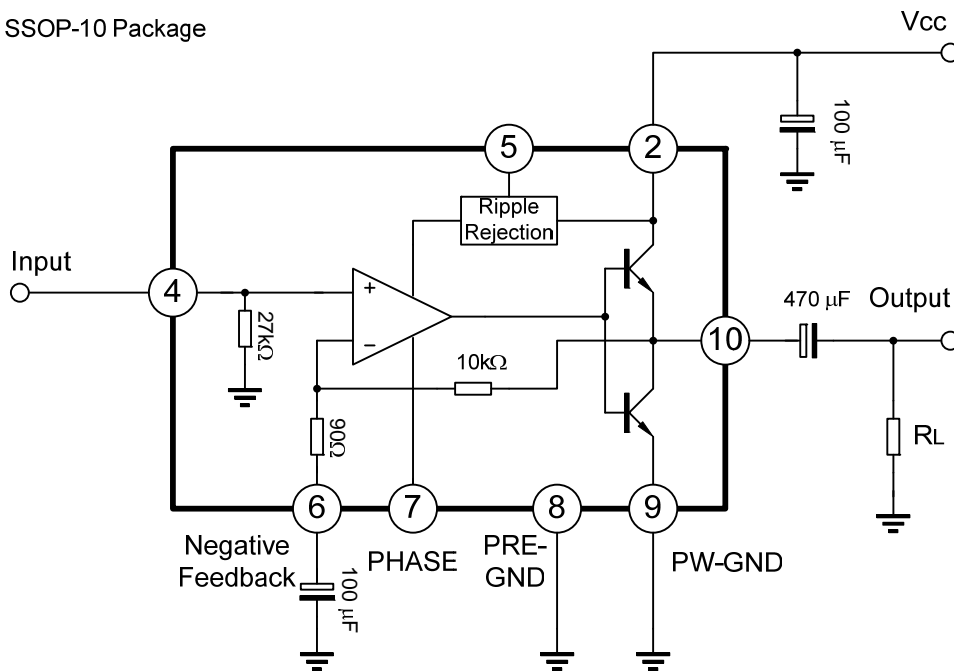 SSOP-10 Package
Vcc
100 μF
5
2
Ripple
Rejection
Input
4
+
27kΩ
−
470 μF
Output
10
10kΩ
90Ω
RL
6
7
8
9
Negative
Feedback
PHASE
PRE-
GND
PW-GND
100 μF